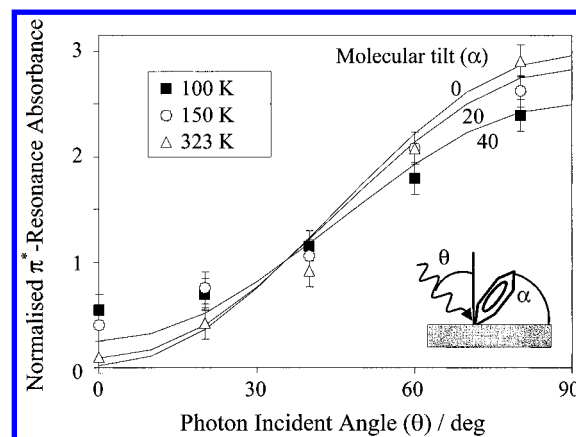 Normalised π*-Resonance Absorbance
3
2
1
0
0
30
60
90
Photon Incident Angle (θ) / deg
100 K
150 K
323 K
Molecular tilt (α)
0
20
40
θ
α